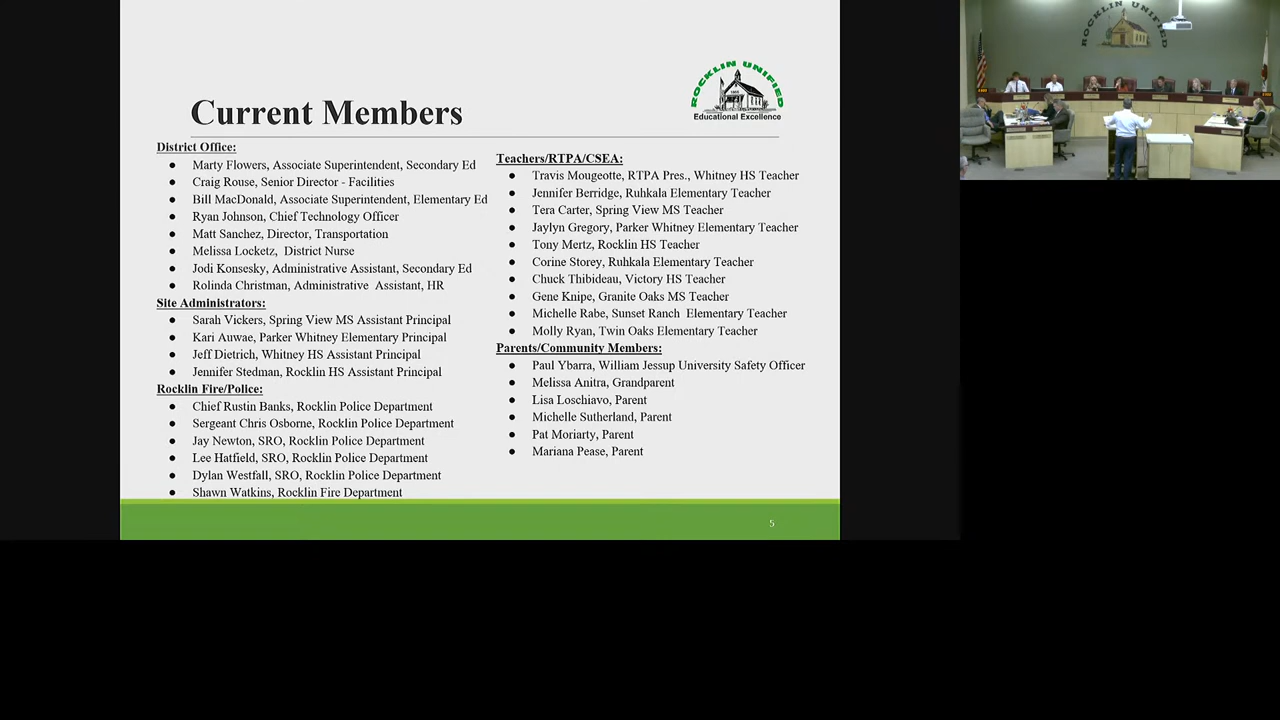 Current Members
ROCKLIN UNIFIED
Educational Excellence
District Office:
● Marty Flowers, Associate Superintendent, Secondary Ed
● Craig Rouse, Senior Director - Facilities
● Bill MacDonald, Associate Superintendent, Elementary Ed
● Ryan Johnson, Chief Technology Officer
● Matt Sanchez, Director, Transportation
● Melissa Locketz, District Nurse
● Jodi Konsesky, Administrative Assistant, Secondary Ed
● Rolinda Christman, Administrative Assistant, HR
Site Administrators:
● Sarah Vickers, Spring View MS Assistant Principal
● Kari Auwae, Parker Whitney Elementary Principal
● Jeff Dietrich, Whitney HS Assistant Principal
● Jennifer Stedman, Rocklin HS Assistant Principal
Rocklin Fire/Police:
● Chief Rustin Banks, Rocklin Police Department
● Sergeant Chris Osborne, Rocklin Police Department
● Jay Newton, SRO, Rocklin Police Department
● Lee Hatfield, SRO, Rocklin Police Department
● Dylan Westfall, SRO, Rocklin Police Department
● Shawn Watkins, Rocklin Fire Department
Teachers/RTPA/CSEA:
● Travis Mougeotte, RTPA Pres., Whitney HS Teacher
● Jennifer Berridge, Ruhkala Elementary Teacher
● Tera Carter, Spring View MS Teacher
● Jaylyn Gregory, Parker Whitney Elementary Teacher
● Tony Mertz, Rocklin HS Teacher
● Corine Storey, Ruhkala Elementary Teacher
● Chuck Thibideau, Victory HS Teacher
● Gene Knipe, Granite Oaks MS Teacher
● Michelle Rabe, Sunset Ranch Elementary Teacher
● Molly Ryan, Twin Oaks Elementary Teacher
Parents/Community Members:
● Paul Ybarra, William Jessup University Safety Officer
● Melissa Anitra, Grandparent
● Lisa Loschiavo, Parent
● Michelle Sutherland, Parent
● Pat Moriarty, Parent
● Mariana Pease, Parent
5
ROCKLIN UNIFIED